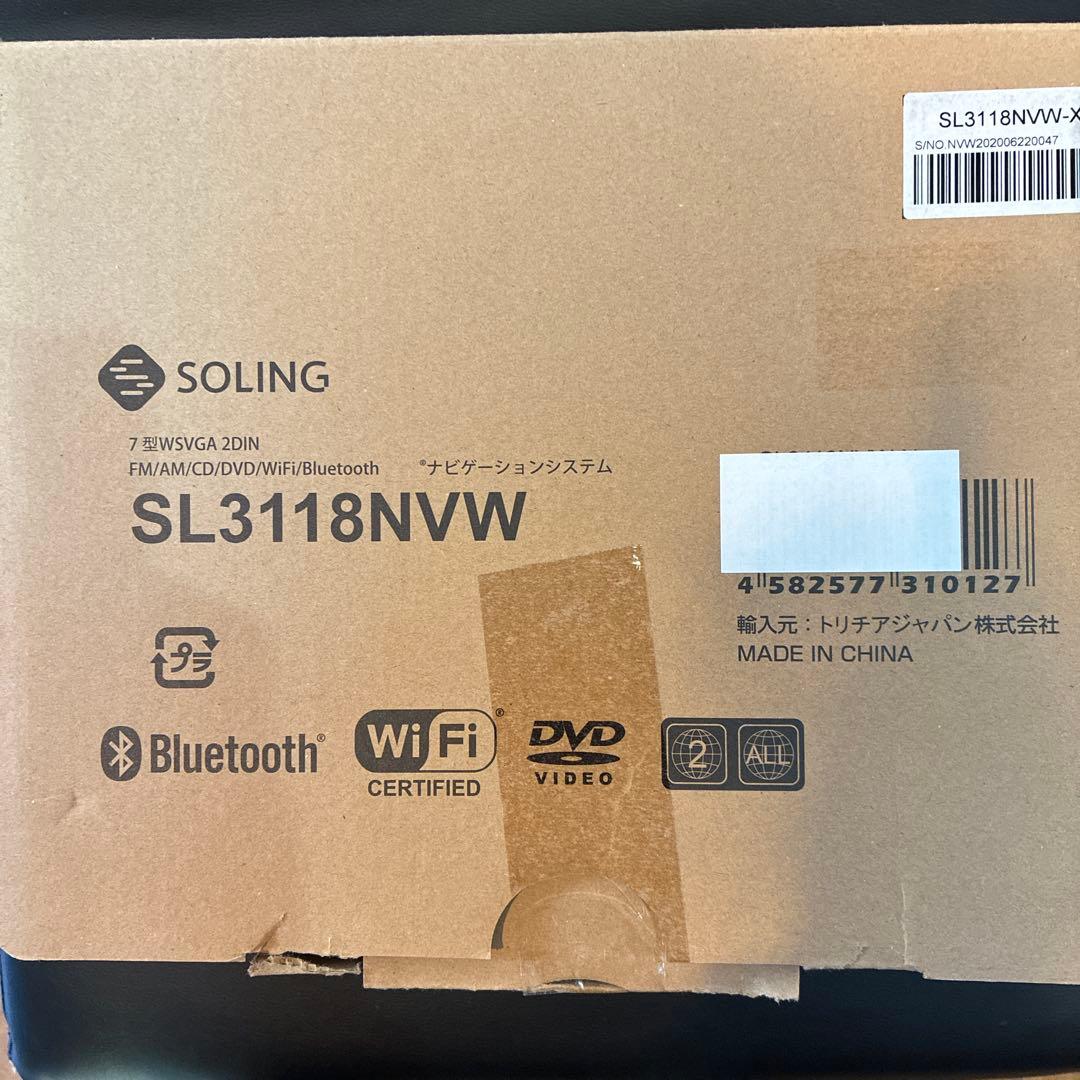 SL3118NVW-X
S/NO.NVW202006220047
SOLING
7型WSVGA 2DIN
FM/AM/CD/DVD/WiFi/Bluetooth ®ナビゲーションシステム
SL3118NVW
4 582577 310127
輸入元：トリチアジャパン株式会社
MADE IN CHINA
プラ
Bluetooth®
Wi Fi®
CERTIFIED
DVD
VIDEO
2
ALL